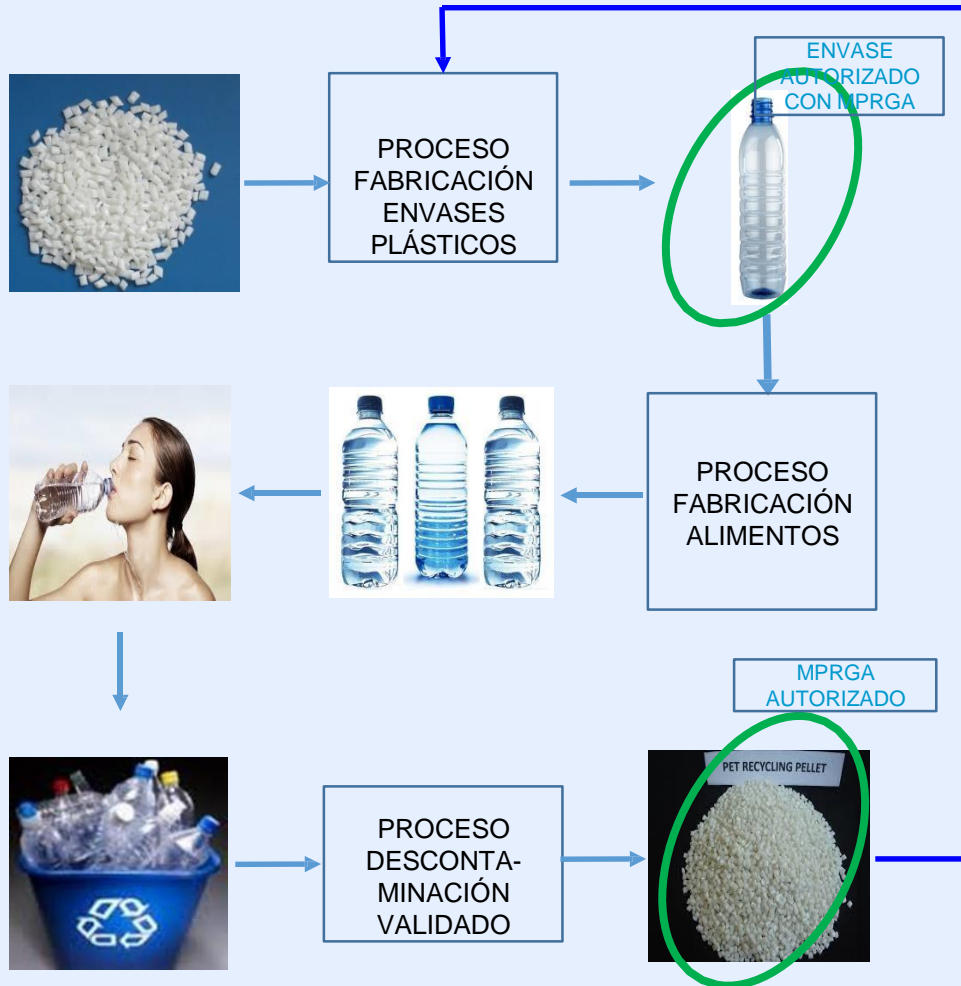 ENVASE
AUTORIZADO
CON MPRGA
PROCESO
FABRICACIÓN
ENVASES
PLÁSTICOS
PROCESO
FABRICACIÓN
ALIMENTOS
MPRGA
AUTORIZADO
PET RECYCLING PELLET
PROCESO
DESCONTA-
MINACIÓN
VALIDADO